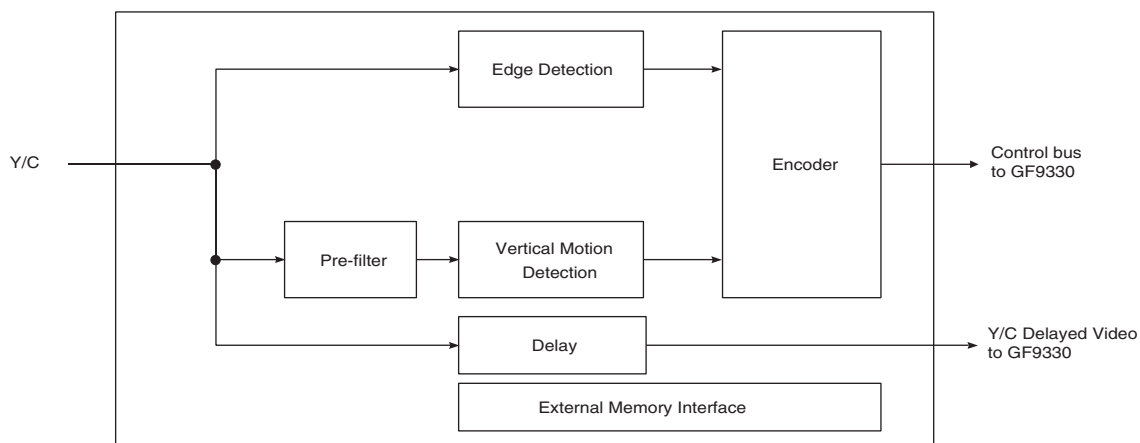 Edge Detection
Y/C
Encoder
Control bus
to GF9330
Pre-filter
Vertical Motion
Detection
Delay
Y/C Delayed Video
to GF9330
External Memory Interface